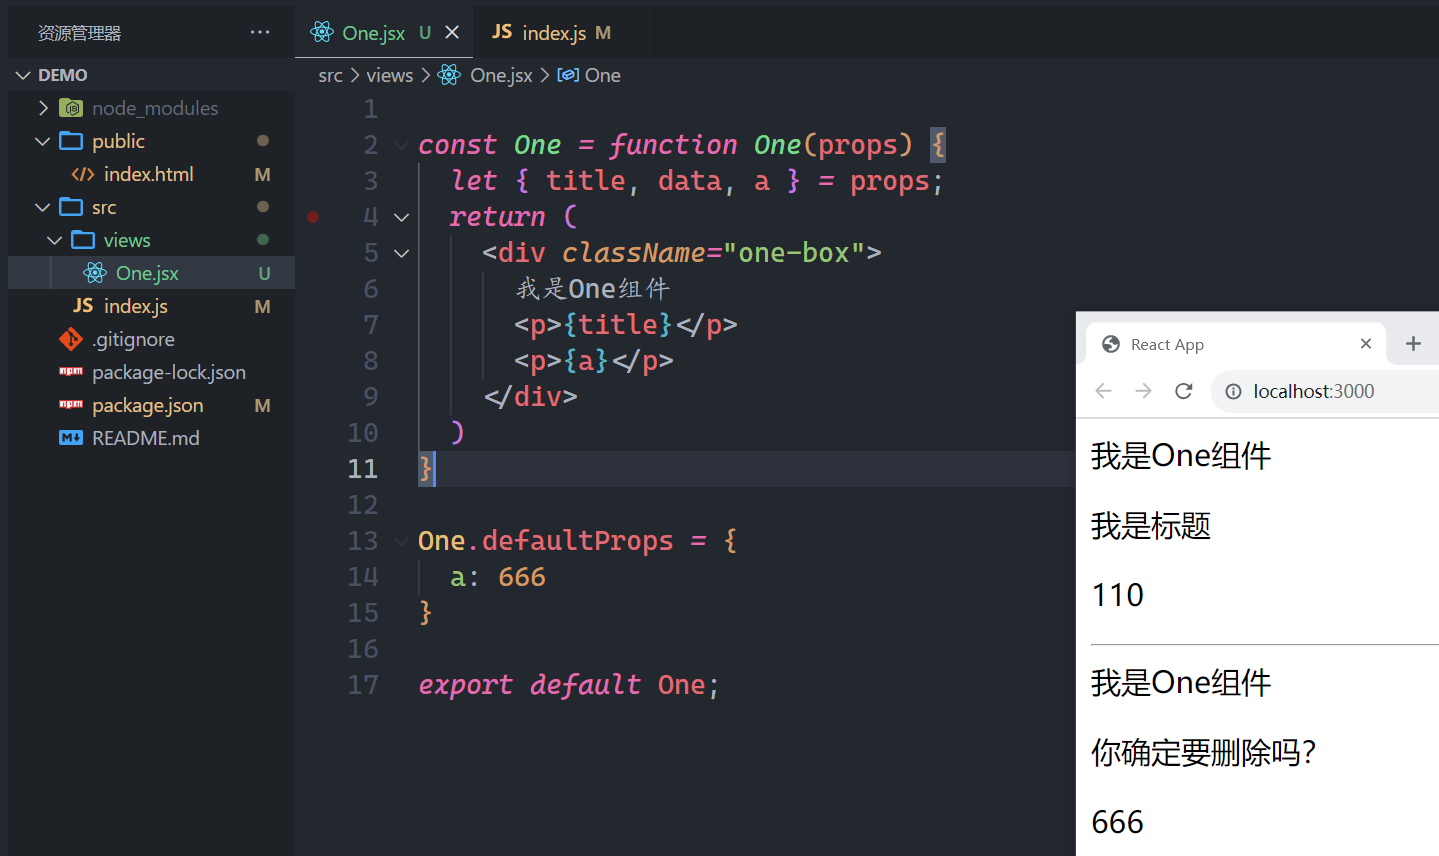 资源管理器 ···
DEMO
node_modules
public
index.html M
src
views
One.jsx U
JS index.js M
.gitignore
package-lock.json
package.json M
README.md
One.jsx U
JS index.js M
src > views > One.jsx > One
1
2 const One = function One(props) {
3 let { title, data, a } = props;
4 return (
5 <div className="one-box">
6 我是One组件
7 <p>{title}</p>
8 <p>{a}</p>
9 </div>
10 )
11 }
12
13 One.defaultProps = {
14 a: 666
15 }
16
17 export default One;
React App
localhost:3000
我是One组件
我是标题
110
我是One组件
你确定要删除吗?
666